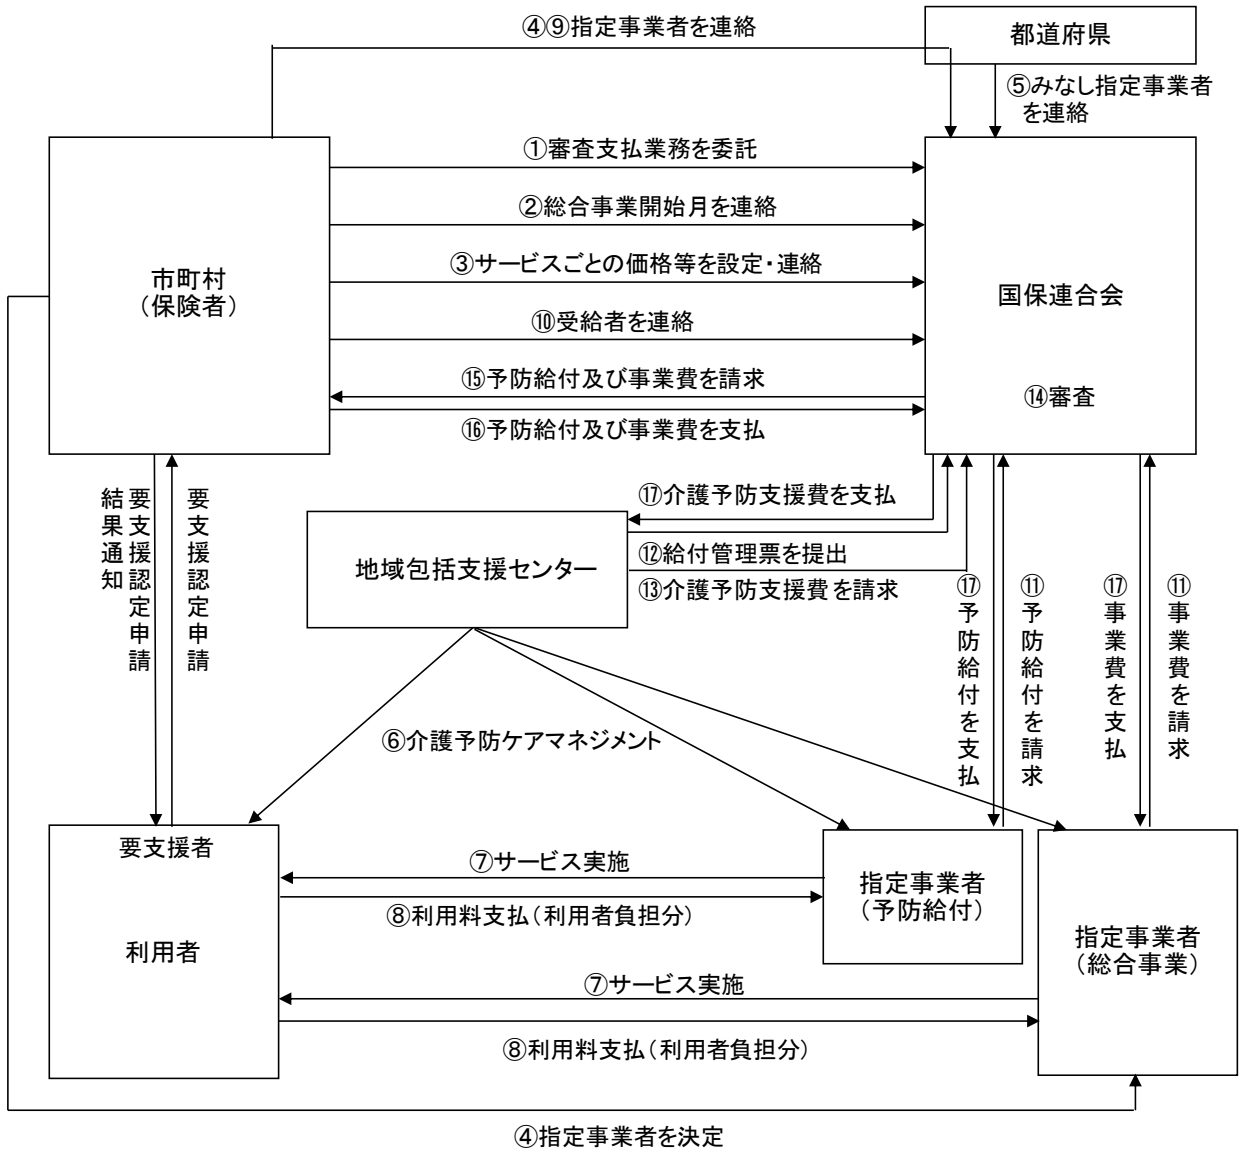 ④⑨指定事業者を連絡
都道府県
⑤みなし指定事業者
を連絡
①審査支払業務を委託
②総合事業開始月を連絡
③サービスごとの価格等を設定・連絡
市町村
（保険者）
国保連合会
⑩受給者を連絡
⑮予防給付及び事業費を請求
⑭審査
⑯予防給付及び事業費を支払
要支援認定申請
結果通知
要支援認定申請
⑰介護予防支援費を支払
地域包括支援センター
⑫給付管理票を提出
⑬介護予防支援費を請求
⑰予防給付を支払
⑪予防給付を請求
⑰事業費を支払
⑪事業費を請求
⑥介護予防ケアマネジメント
要支援者
利用者
⑦サービス実施
⑧利用料支払（利用者負担分）
指定事業者
（予防給付）
指定事業者
（総合事業）
⑦サービス実施
⑧利用料支払（利用者負担分）
④指定事業者を決定